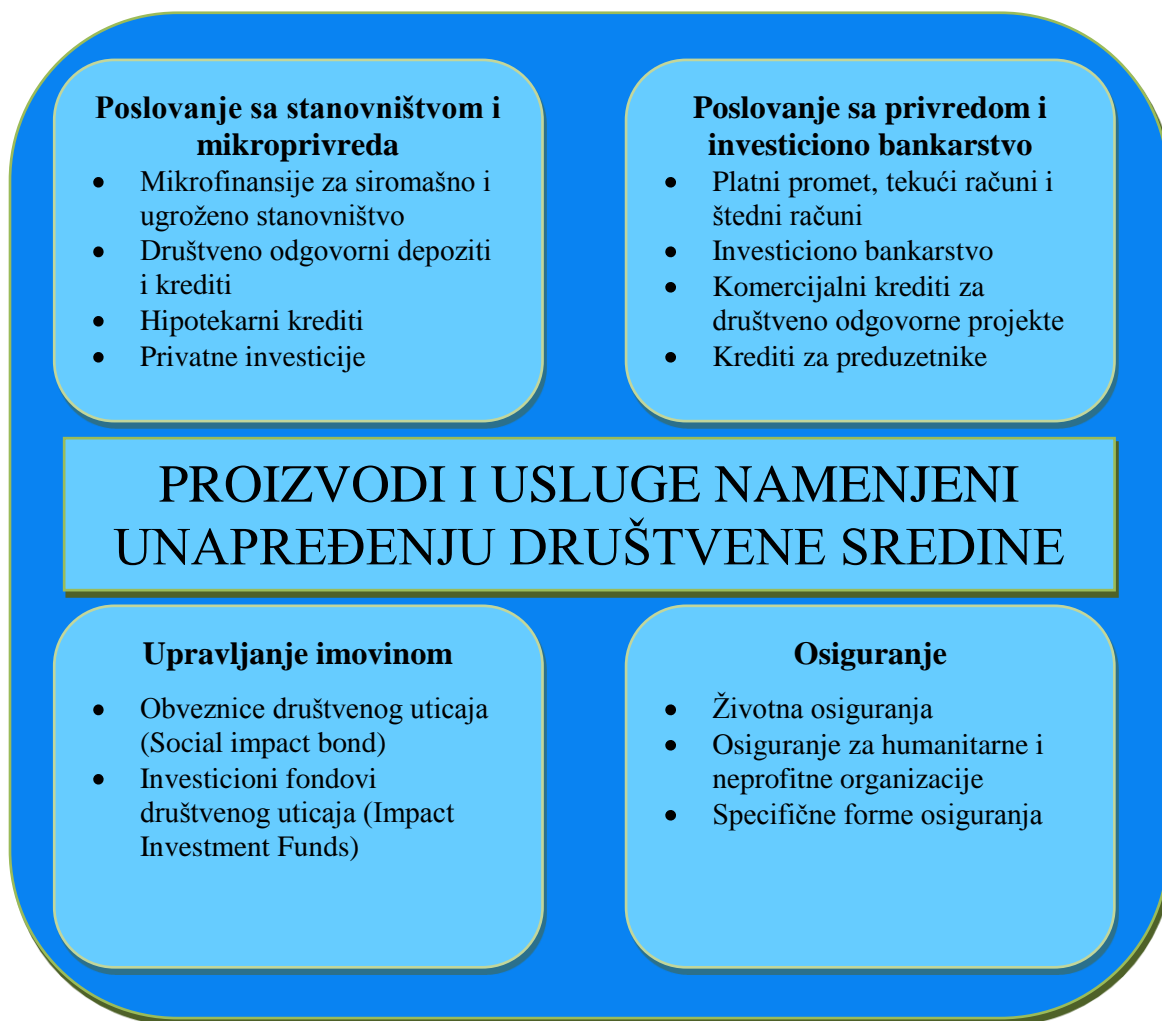 Poslovanje sa stanovništvom i
mikroprivreda
• Mikrofinansije za siromašno i
ugroženo stanovništvo
• Društveno odgovorni depoziti
i krediti
• Hipotekarni krediti
• Privatne investicije
Poslovanje sa privredom i
investiciono bankarstvo
• Platni promet, tekući računi i
štedni računi
• Investiciono bankarstvo
• Komercijalni krediti za
društveno odgovorne projekte
• Krediti za preduzetnike
PROIZVODI I USLUGE NAMENJENI
UNAPREĐENJU DRUŠTVENE SREDINE
Upravljanje imovinom
• Obveznice društvenog uticaja
(Social impact bond)
• Investicioni fondovi
društvenog uticaja (Impact
Investment Funds)
Osiguranje
• Životna osiguranja
• Osiguranje za humanitarne i
neprofitne organizacije
• Specifične forme osiguranja